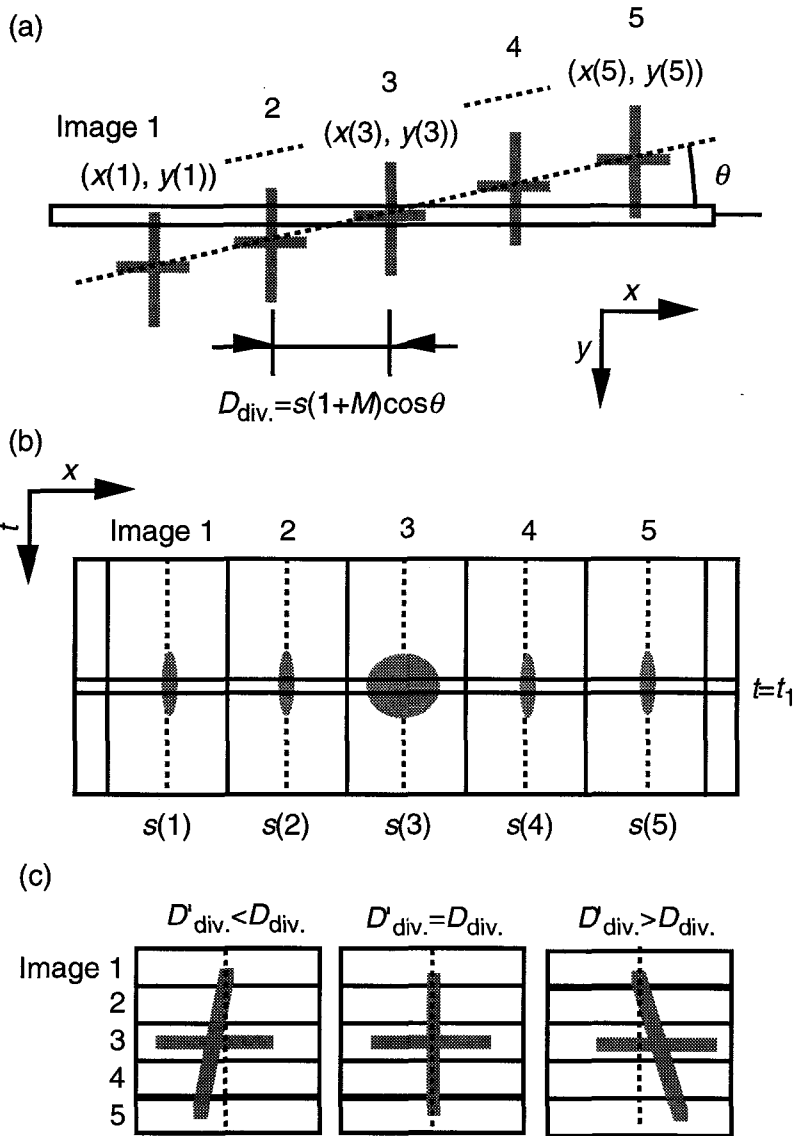 (a)
5
4
3
2
Image 1
(x(5), y(5))
(x(3), y(3))
(x(1), y(1))
θ
x
y
D_div.=s(1+M)cosθ
(b)
x
t
Image 1 2 3 4 5
t=t_1
s(1) s(2) s(3) s(4) s(5)
(c)
D'_div.<D_div. D'_div.=D_div. D'_div.>D_div.
Image 1
2
3
4
5